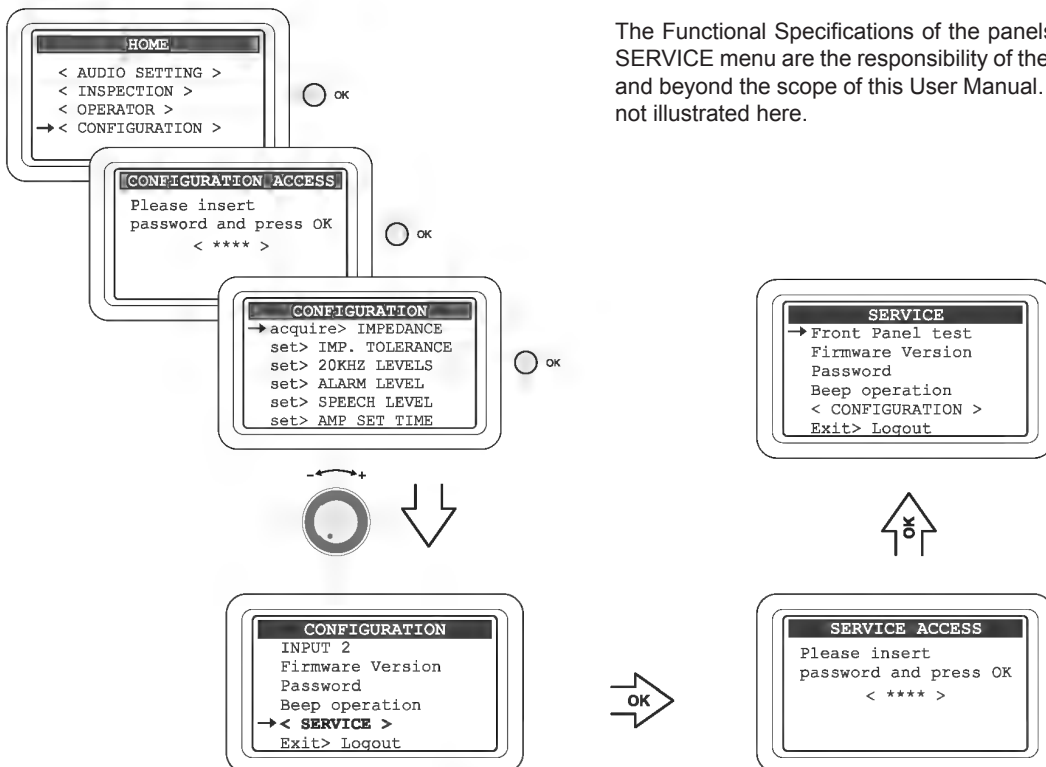 The Functional Specifications of the panels
SERVICE menu are the responsibility of the
and beyond the scope of this User Manual.
not illustrated here.
HOME
< AUDIO SETTING >
< INSPECTION >
< OPERATOR >
→< CONFIGURATION >
OK
CONFIGURATION ACCESS
Please insert
password and press OK
< **** >
OK
CONFIGURATION
→acquire> IMPEDANCE
set> IMP. TOLERANCE
set> 20KHZ LEVELS
set> ALARM LEVEL
set> SPEECH LEVEL
set> AMP SET TIME
OK
- +
CONFIGURATION
INPUT 2
Firmware Version
Password
Beep operation
→< SERVICE >
Exit> Logout
OK
SERVICE ACCESS
Please insert
password and press OK
< **** >
OK
SERVICE
→Front Panel test
Firmware Version
Password
Beep operation
< CONFIGURATION >
Exit> Logout